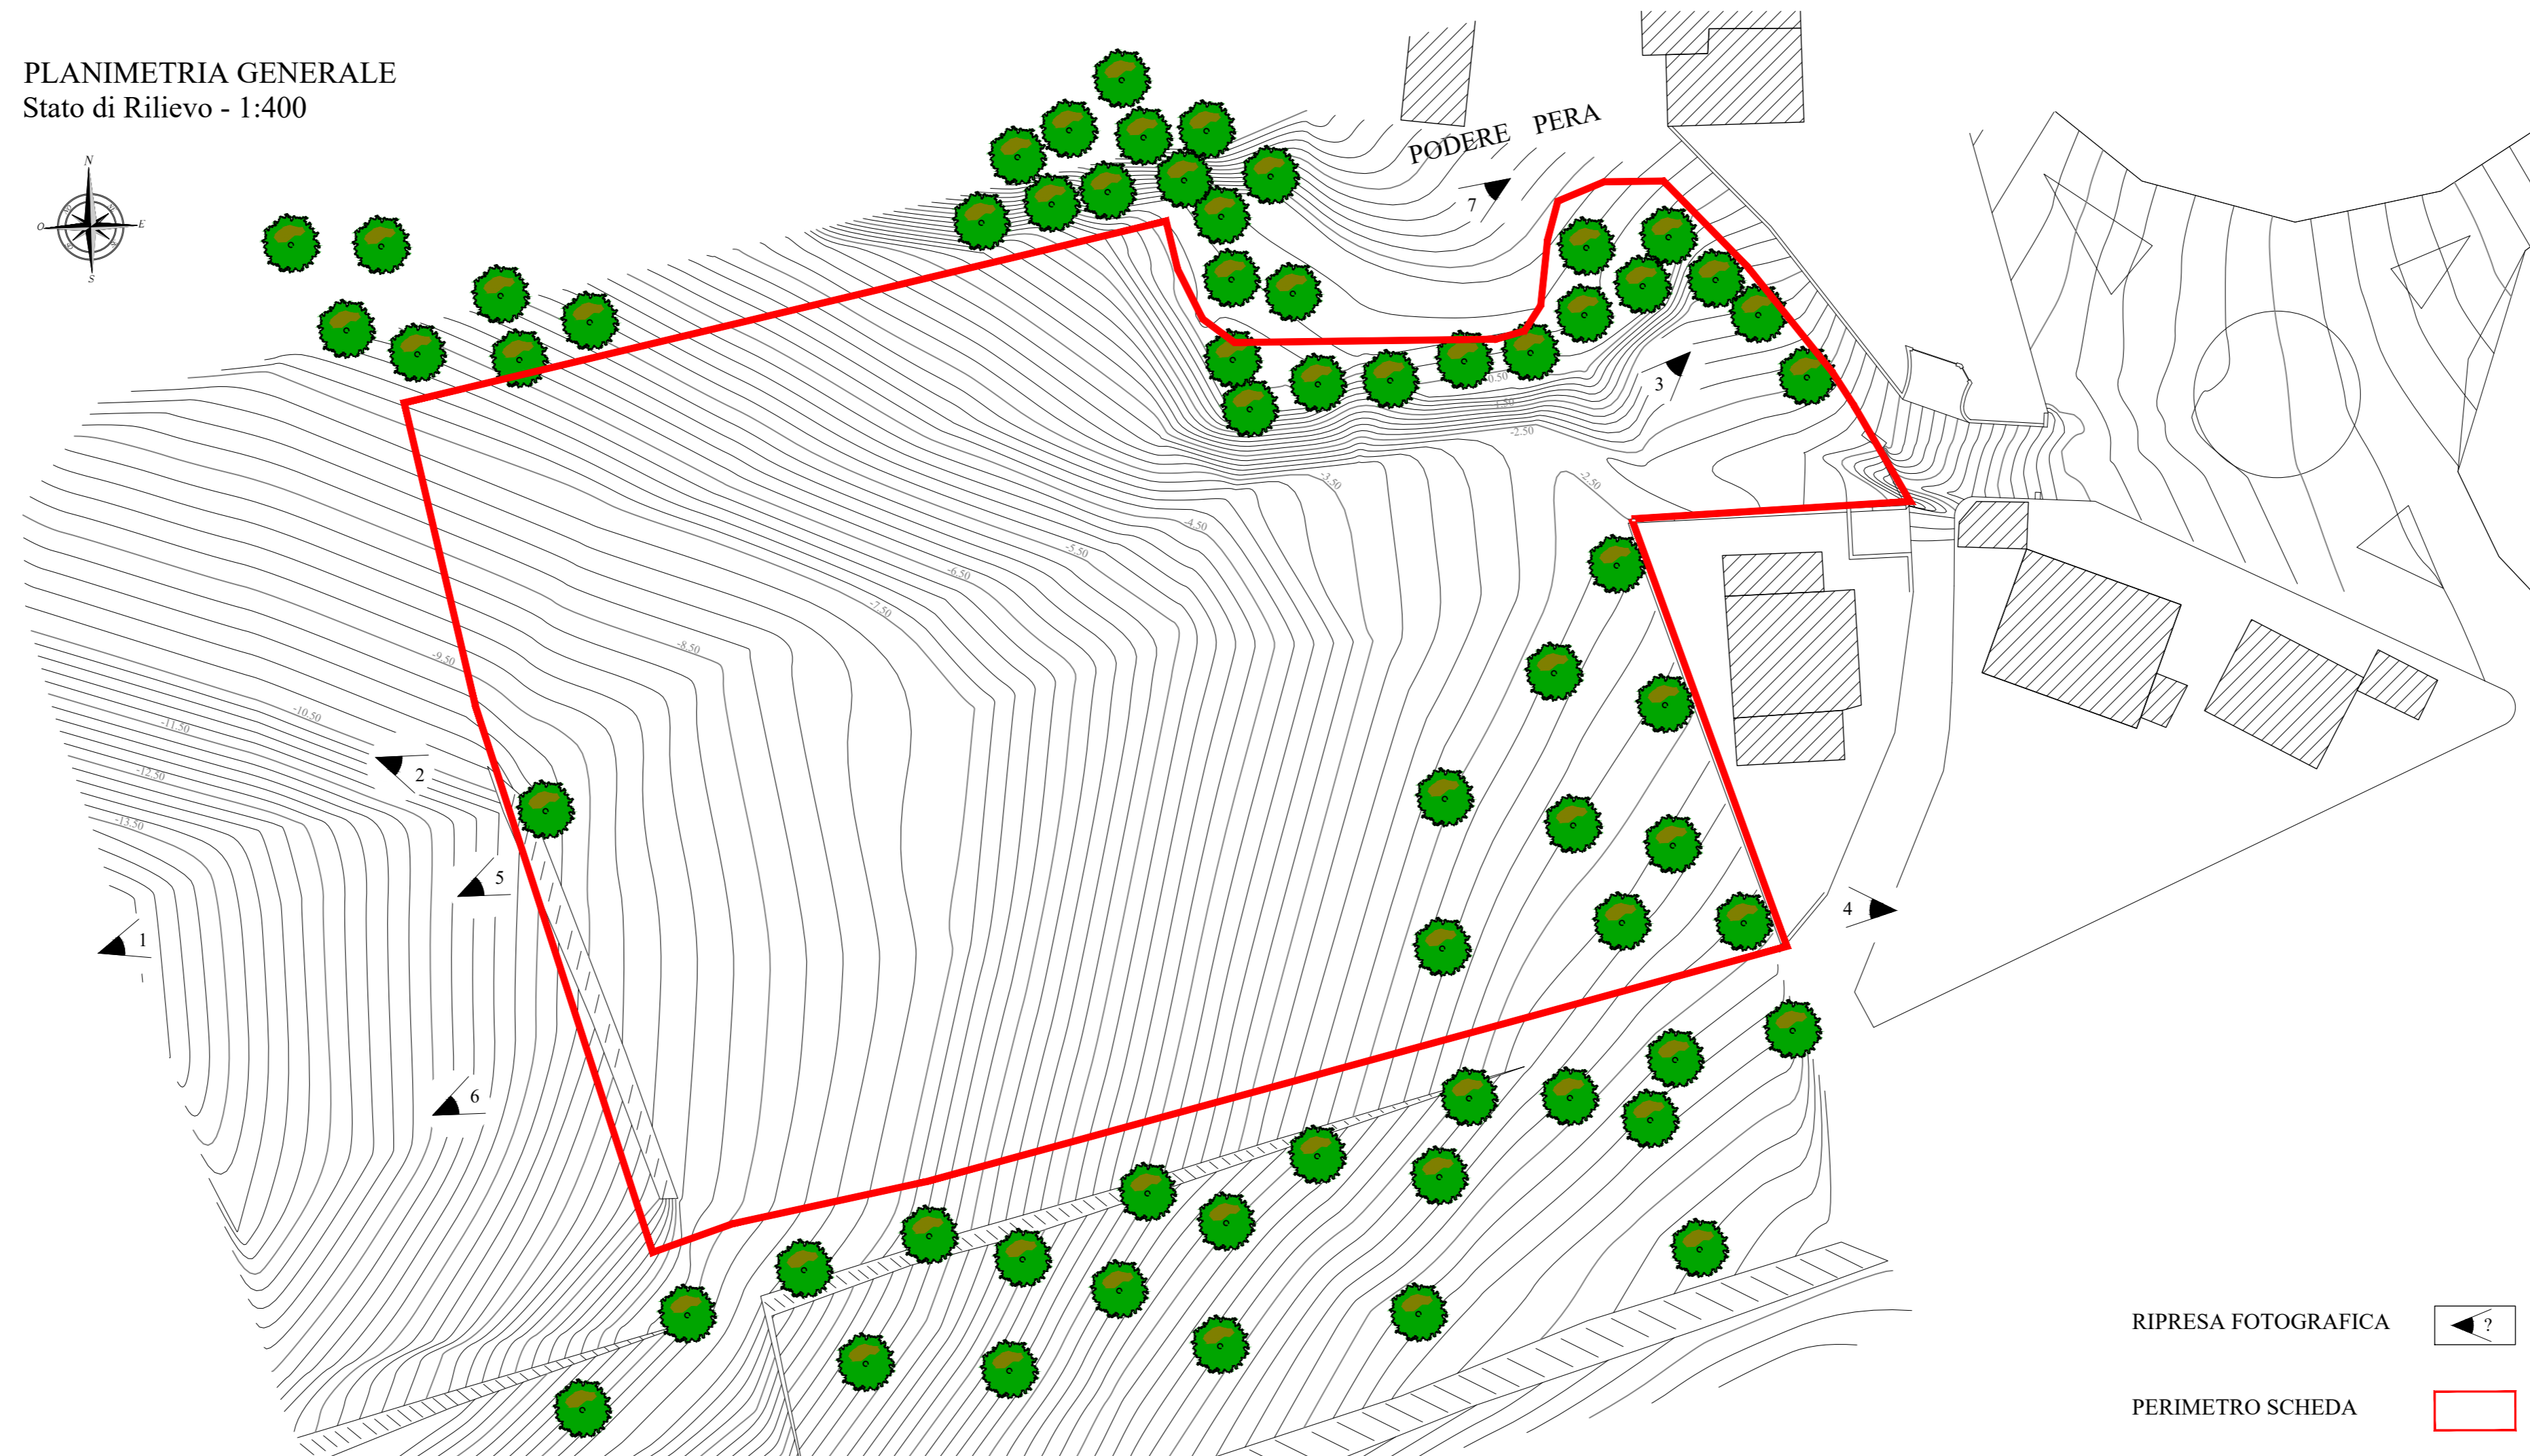 PLANIMETRIA GENERALE
Stato di Rilievo - 1:400
N
O
E
S
PODERE PERA
7
3
-0.50
-1.50
-2.50
-3.50
-2.50
-4.50
-5.50
-6.50
-7.50
-8.50
-9.50
-10.50
-11.50
-12.50
-13.50
2
5
1
4
6
RIPRESA FOTOGRAFICA
?
PERIMETRO SCHEDA